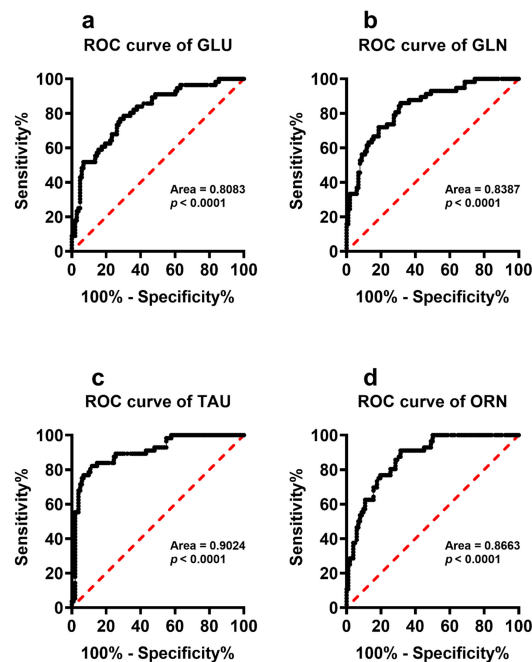 a
ROC curve of GLU
Sensitivity%
100
80
60
40
20
0
Area = 0.8083
p < 0.0001
0 20 40 60 80 100
100% - Specificity%
b
ROC curve of GLN
Sensitivity%
100
80
60
40
20
0
Area = 0.8387
p < 0.0001
0 20 40 60 80 100
100% - Specificity%
c
ROC curve of TAU
Sensitivity%
100
80
60
40
20
0
Area = 0.9024
p < 0.0001
0 20 40 60 80 100
100% - Specificity%
d
ROC curve of ORN
Sensitivity%
100
80
60
40
20
0
Area = 0.8663
p < 0.0001
0 20 40 60 80 100
100% - Specificity%